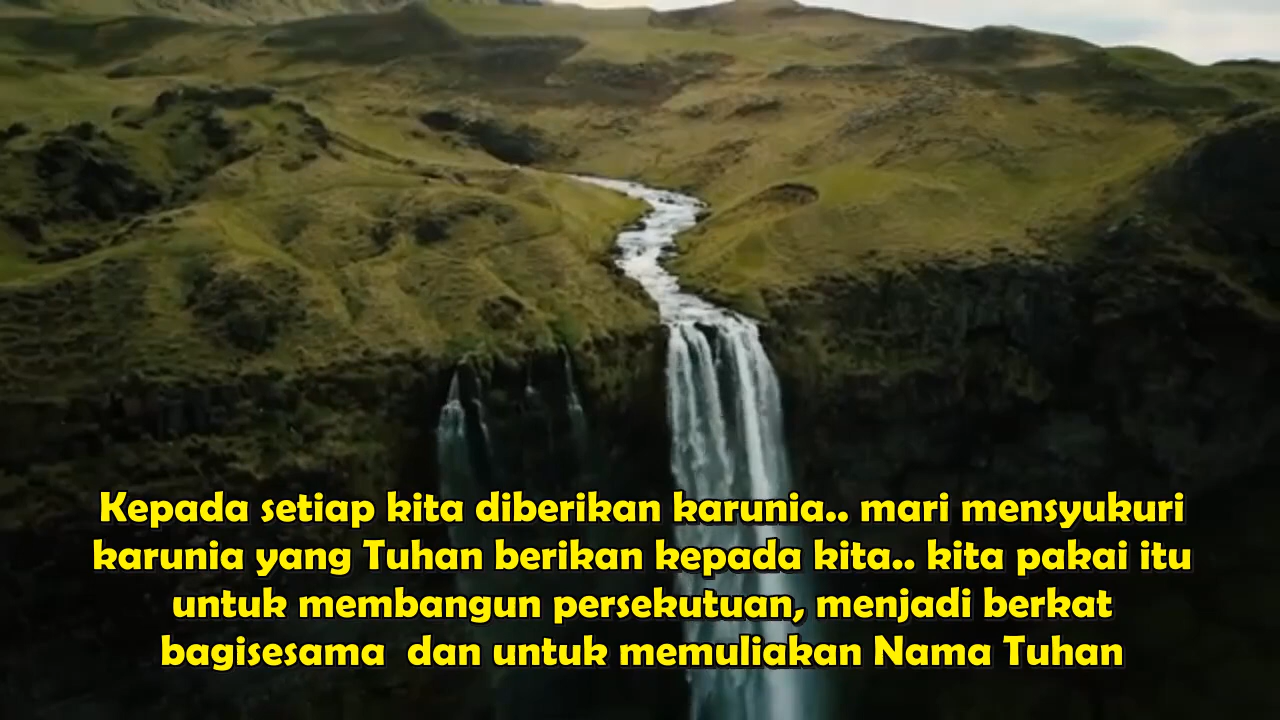 Kepada setiap kita diberikan karunia.. mari mensyukuri
karunia yang Tuhan berikan kepada kita.. kita pakai itu
untuk membangun persekutuan, menjadi berkat
bagisesama  dan untuk memuliakan Nama Tuhan